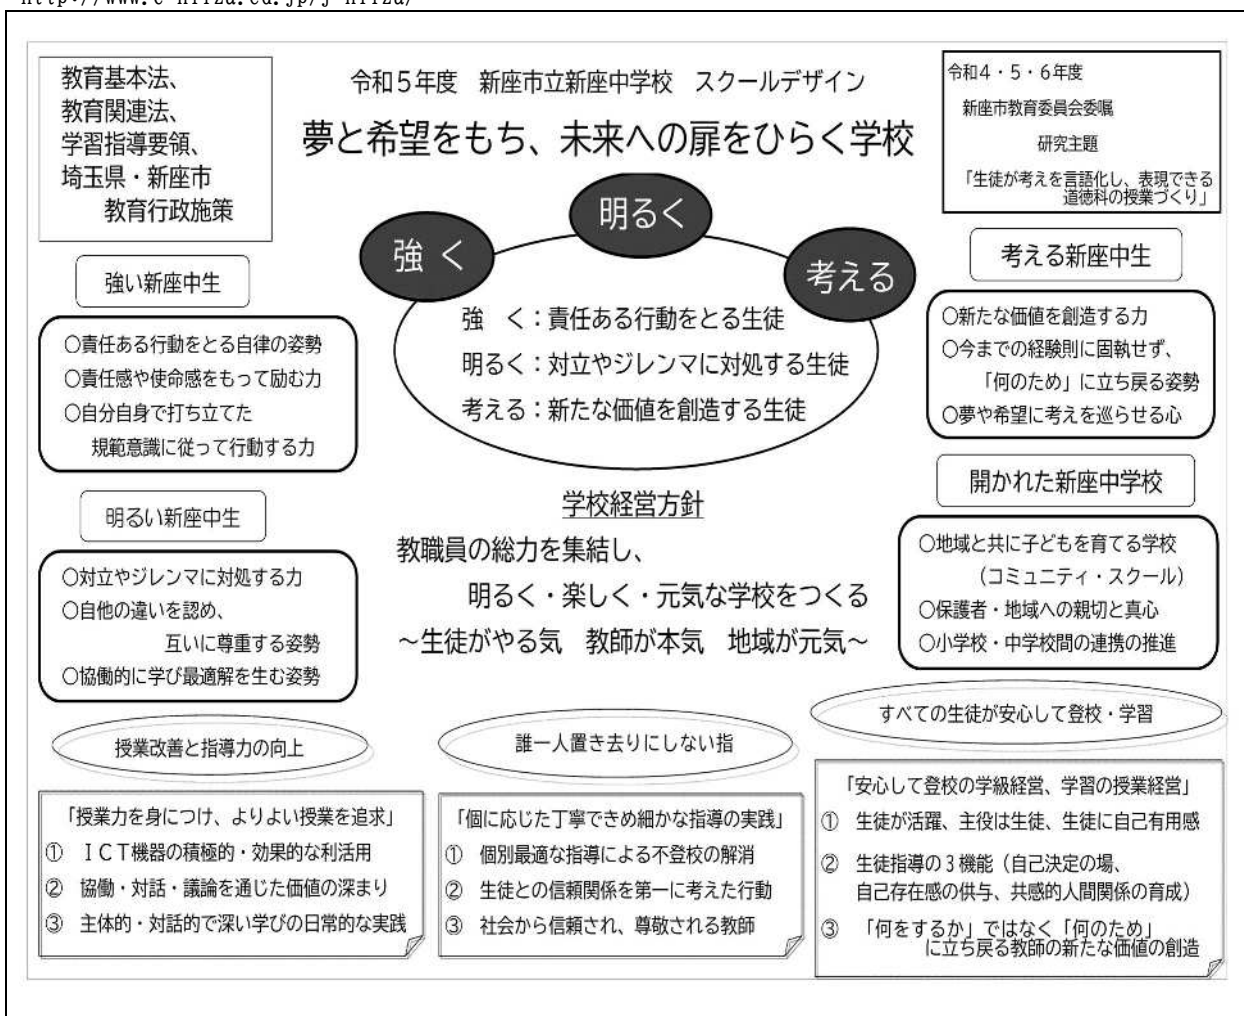 http://www.c-niiza.ed.jp/j-niiza/
教育基本法、
教育関連法、
学習指導要領、
埼玉県・新座市
教育行政施策
令和５年度　新座市立新座中学校　スクールデザイン
夢と希望をもち、未来への扉をひらく学校
令和４・５・６年度
新座市教育委員会委嘱
研究主題
「生徒が考えを言語化し、表現できる
道徳科の授業づくり」
強 く
明るく
考える
強　く：責任ある行動をとる生徒
明るく：対立やジレンマに対処する生徒
考える：新たな価値を創造する生徒
強い新座中生
○責任ある行動をとる自律の姿勢
○責任感や使命感をもって励む力
○自分自身で打ち立てた
規範意識に従って行動する力
明るい新座中生
○対立やジレンマに対処する力
○自他の違いを認め、
互いに尊重する姿勢
○協働的に学び最適解を生む姿勢
学校経営方針
教職員の総力を集結し、
明るく・楽しく・元気な学校をつくる
～生徒がやる気　教師が本気　地域が元気～
考える新座中生
○新たな価値を創造する力
○今までの経験則に固執せず、
「何のため」に立ち戻る姿勢
○夢や希望に考えを巡らせる心
開かれた新座中学校
○地域と共に子どもを育てる学校
（コミュニティ・スクール）
○保護者・地域への親切と真心
○小学校・中学校間の連携の推進
授業改善と指導力の向上
「授業力を身につけ、よりよい授業を追求」
①　ＩＣＴ機器の積極的・効果的な利活用
②　協働・対話・議論を通じた価値の深まり
③　主体的・対話的で深い学びの日常的な実践
誰一人置き去りにしない指
「個に応じた丁寧できめ細かな指導の実践」
①　個別最適な指導による不登校の解消
②　生徒との信頼関係を第一に考えた行動
③　社会から信頼され、尊敬される教師
すべての生徒が安心して登校・学習
「安心して登校の学級経営、学習の授業経営」
①　生徒が活躍、主役は生徒、生徒に自己有用感
②　生徒指導の３機能（自己決定の場、
自己存在感の供与、共感的人間関係の育成）
③　「何をするか」ではなく「何のため」
に立ち戻る教師の新たな価値の創造